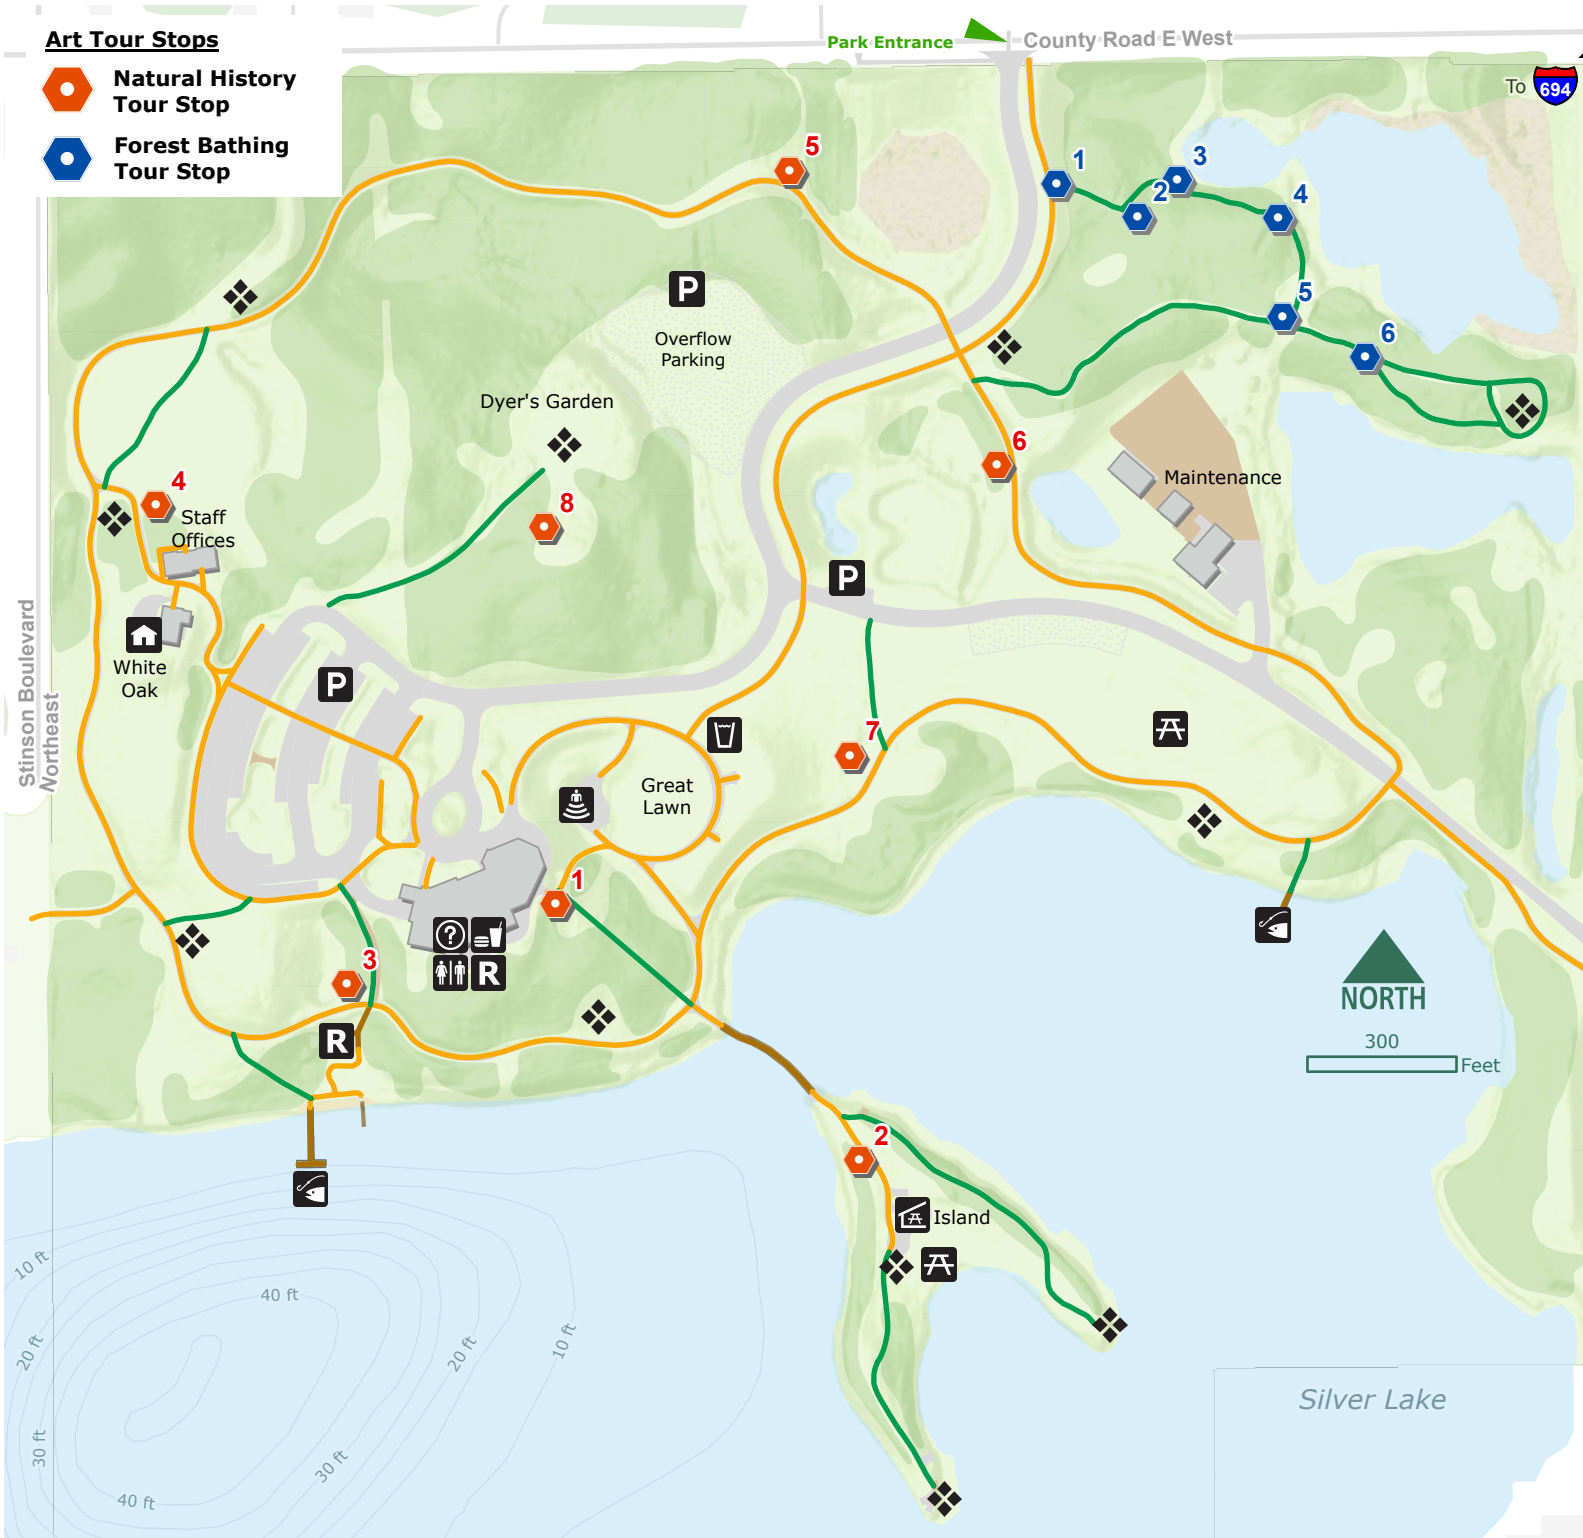 Art Tour Stops
Natural History
Tour Stop
Forest Bathing
Tour Stop
Park Entrance
County Road E West
To 694
5
1
3
2
4
5
6
P
Overflow
Parking
Dyer's Garden
6
Maintenance
4
Staff
Offices
8
P
White
Oak
P
Stinson Boulevard
Northeast
7
Great
Lawn
1
?
R
3
R
NORTH
300
Feet
2
Island
10 ft
20 ft
30 ft
40 ft
40 ft
30 ft
20 ft
10 ft
Silver Lake